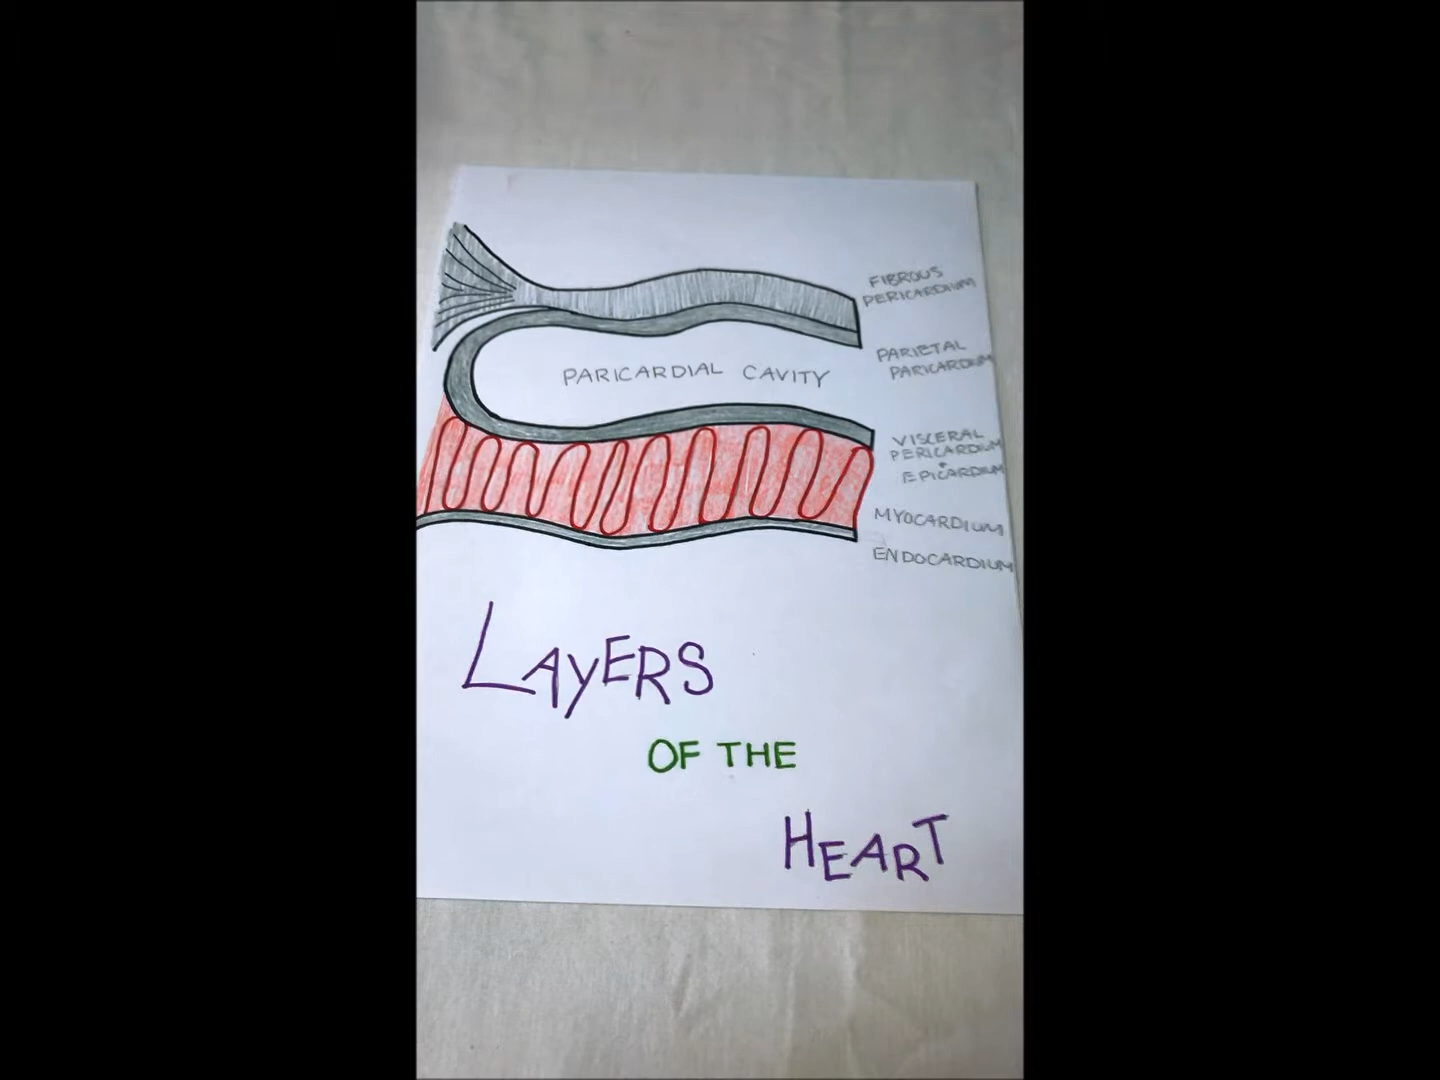 FIBROUS
PERICARDIUM
PARIETAL
PARICARDIUM
PARICARDIAL CAVITY
VISCERAL
PERICARDIUM
EPICARDIUM
MYOCARDIUM
ENDOCARDIUM
LAYERS
OF THE
HEART